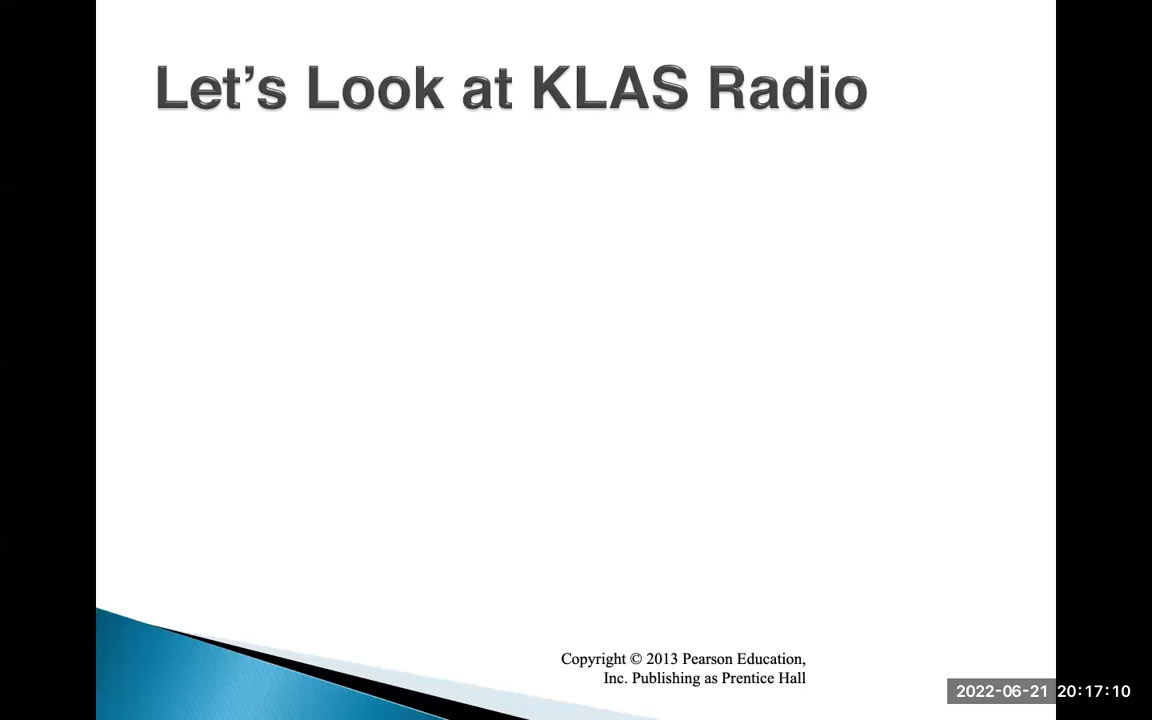 Let’s Look at KLAS Radio
Copyright © 2013 Pearson Education,
Inc. Publishing as Prentice Hall
2022-06-21 20:17:10